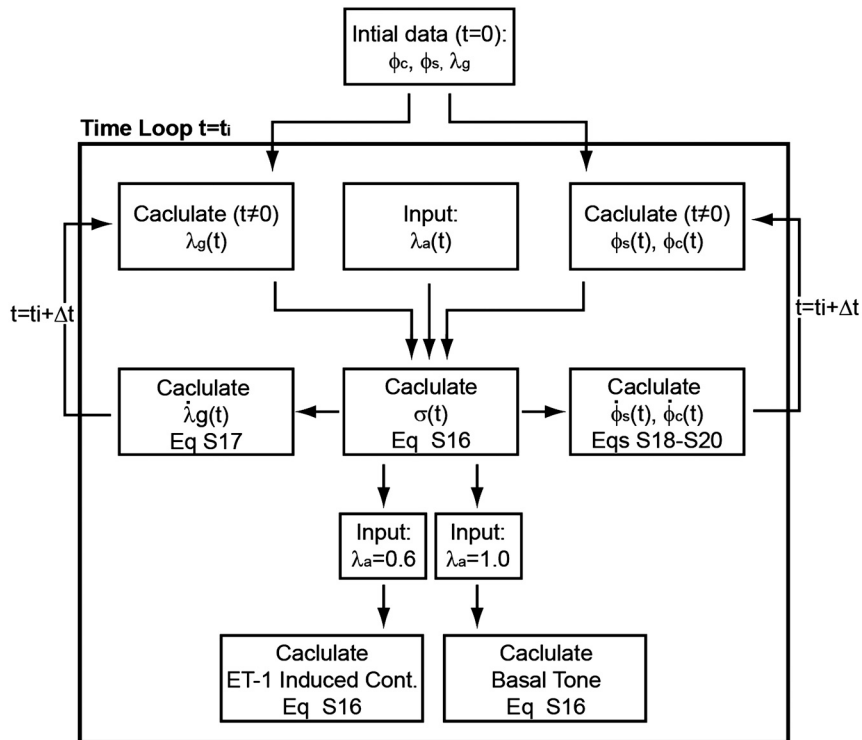 Intial data (t=0):
ϕc, ϕs, λg
Time Loop t=ti
Caclulate (t≠0)
λg(t)
Input:
λa(t)
Caclulate (t≠0)
ϕs(t), ϕc(t)
t=ti+Δt
t=ti+Δt
Caclulate
λ̇g(t)
Eq S17
Caclulate
σ(t)
Eq S16
Caclulate
ϕ̇s(t), ϕ̇c(t)
Eqs S18-S20
Input:
λa=0.6
Input:
λa=1.0
Caclulate
ET-1 Induced Cont.
Eq S16
Caclulate
Basal Tone
Eq S16